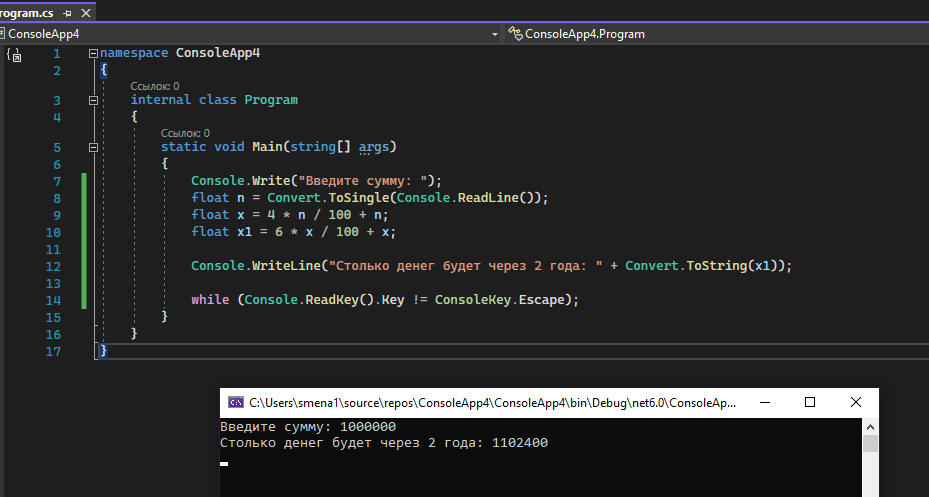 rogram.cs
ConsoleApp4 ConsoleApp4.Program
1 namespace ConsoleApp4
2 {
Ссылок: 0
3 internal class Program
4 {
Ссылок: 0
5 static void Main(string[] args)
6 {
7 Console.Write("Введите сумму: ");
8 float n = Convert.ToSingle(Console.ReadLine());
9 float x = 4 * n / 100 + n;
10 float x1 = 6 * x / 100 + x;
11
12 Console.WriteLine("Столько денег будет через 2 года: " + Convert.ToString(x1));
13
14 while (Console.ReadKey().Key != ConsoleKey.Escape);
15 }
16 }
17 }
C:\Users\smena1\source\repos\ConsoleApp4\ConsoleApp4\bin\Debug\net6.0\ConsoleAp...
Введите сумму: 1000000
Столько денег будет через 2 года: 1102400